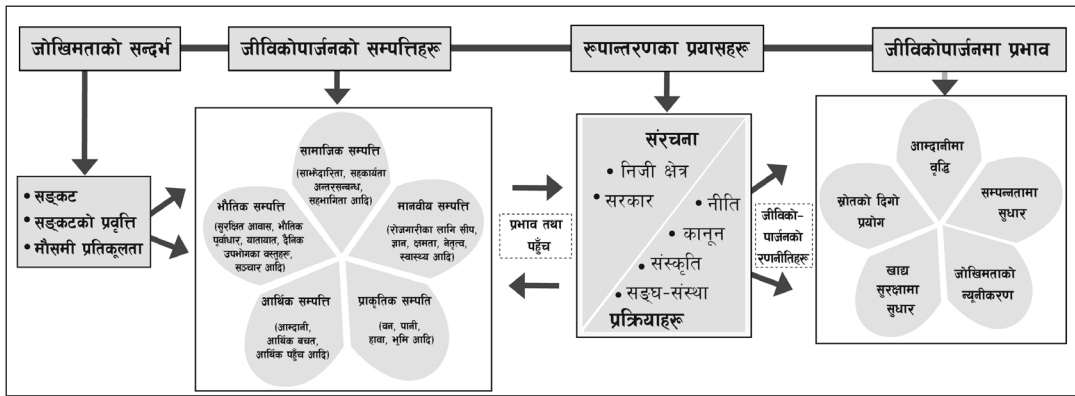 जोखिमताको सन्दर्भ
जीविकोपार्जनको सम्पत्तिहरू
रूपान्तरणका प्रयासहरू
जीविकोपार्जनमा प्रभाव
• सङ्कट
• सङ्कटको प्रवृत्ति
• मौसमी प्रतिकूलता
सामाजिक सम्पत्ति
(साझेदारिता, सहकार्यता
अन्तरसम्बन्ध,
सहभागिता आदि)
भौतिक सम्पत्ति
(सुरक्षित आवास, भौतिक
पूर्वाधार, यातायात, दैनिक
उपभोगका वस्तुहरू,
सञ्चार आदि)
मानवीय सम्पत्ति
(रोजगारीका लागि सीप,
ज्ञान, क्षमता, नेतृत्व,
स्वास्थ्य आदि)
आर्थिक सम्पत्ति
(आम्दानी,
आर्थिक बचत,
आर्थिक पहुँच आदि)
प्राकृतिक सम्पति
(वन, पानी,
हावा, भूमि आदि)
प्रभाव तथा
पहुँच
संरचना
• निजी क्षेत्र
• सरकार
• नीति
• कानून
• संस्कृति
• सङ्घ-संस्था
प्रक्रियाहरू
जीविको–
पार्जनको
रणनीतिहरू
आम्दानीमा
वृद्धि
स्रोतको दिगो
प्रयोग
सम्पन्नतामा
सुधार
खाद्य
सुरक्षामा
सुधार
जोखिमताको
न्यूनीकरण